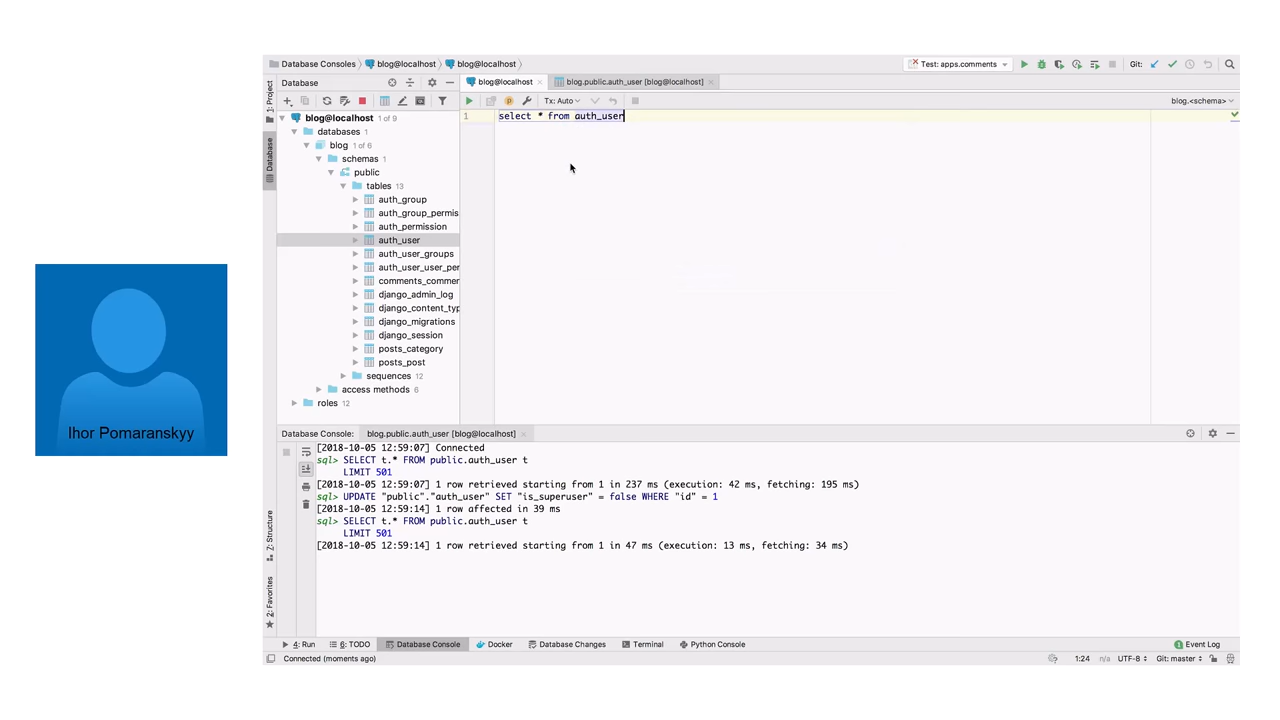 Database Consoles
blog@localhost
blog@localhost
Test: apps.comments
Git:
1: Project
Database
blog@localhost
blog.public.auth_user [blog@localhost]
Tx: Auto
blog.<schema>
blog@localhost 1 of 9
databases 1
blog 1 of 6
schemas 1
public
tables 13
auth_group
auth_group_permis
auth_permission
auth_user
auth_user_groups
auth_user_user_per
comments_commer
django_admin_log
django_content_typ
django_migrations
django_session
posts_category
posts_post
sequences 12
access methods 6
roles 12
Database
1 select * from auth_user
Ihor Pomaranskyy
Database Console:
blog.public.auth_user [blog@localhost]
[2018-10-05 12:59:07] Connected
sql> SELECT t.* FROM public.auth_user t
LIMIT 501
[2018-10-05 12:59:07] 1 row retrieved starting from 1 in 237 ms (execution: 42 ms, fetching: 195 ms)
sql> UPDATE "public"."auth_user" SET "is_superuser" = false WHERE "id" = 1
[2018-10-05 12:59:14] 1 row affected in 39 ms
sql> SELECT t.* FROM public.auth_user t
LIMIT 501
[2018-10-05 12:59:14] 1 row retrieved starting from 1 in 47 ms (execution: 13 ms, fetching: 34 ms)
Z: Structure
2: Favorites
4: Run
6: TODO
Database Console
Docker
Database Changes
Terminal
Python Console
Event Log
Connected (moments ago)
1:24
n/a
UTF-8
Git: master